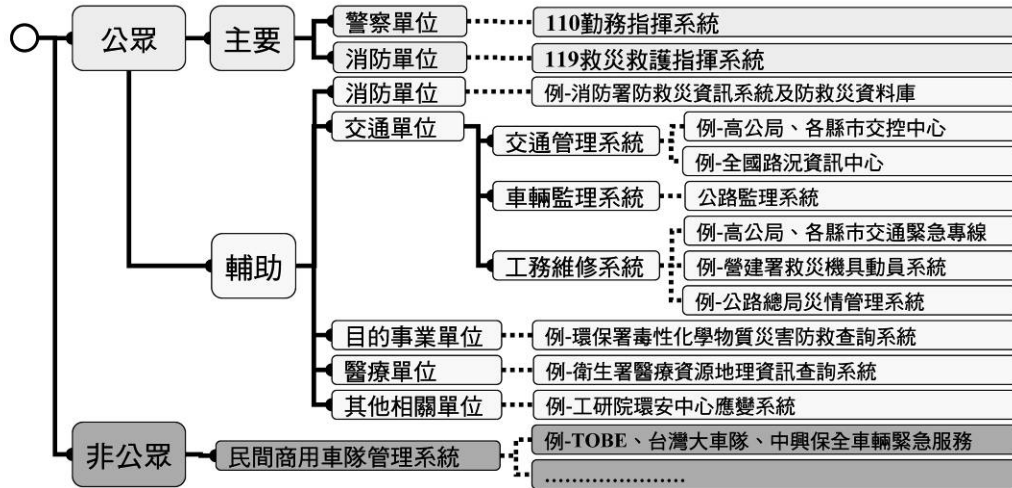 公眾
主要
警察單位
110勤務指揮系統
消防單位
119救災救護指揮系統
輔助
消防單位
例-消防署防救災資訊系統及防救災資料庫
交通單位
交通管理系統
例-高公局、各縣市交控中心
例-全國路況資訊中心
車輛監理系統
公路監理系統
工務維修系統
例-高公局、各縣市交通緊急專線
例-營建署救災機具動員系統
例-公路總局災情管理系統
目的事業單位
例-環保署毒性化學物質災害防救查詢系統
醫療單位
例-衛生署醫療資源地理資訊查詢系統
其他相關單位
例-工研院環安中心應變系統
非公眾
民間商用車隊管理系統
例-TOBE、台灣大車隊、中興保全車輛緊急服務
.....................